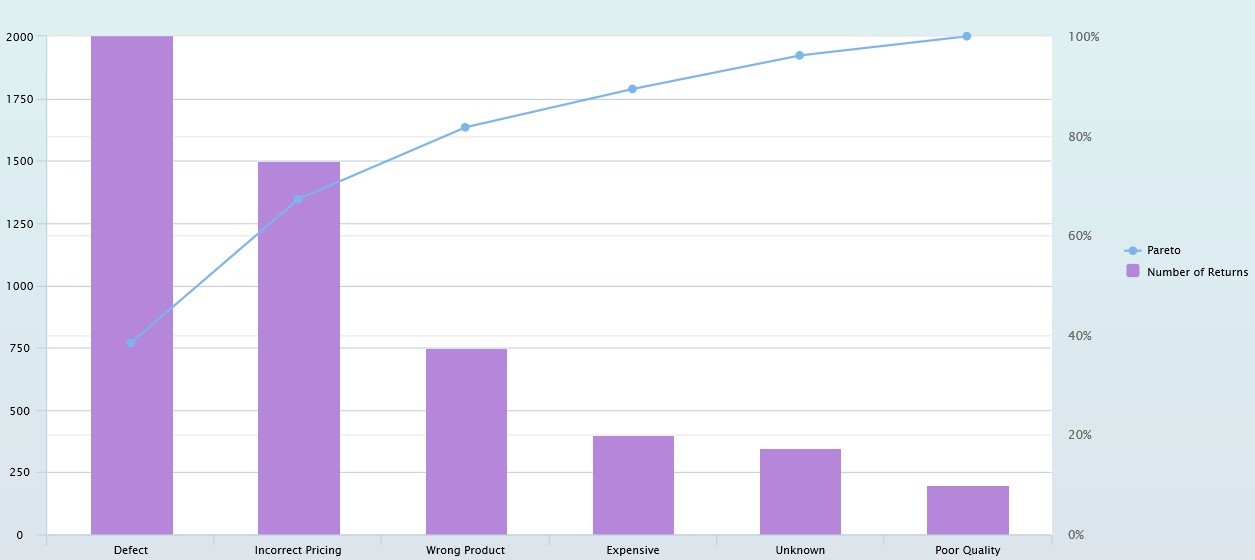 2000
1750
1500
1250
1000
750
500
250
0
100%
80%
60%
40%
20%
0%
Pareto
Number of Returns
Defect
Incorrect Pricing
Wrong Product
Expensive
Unknown
Poor Quality